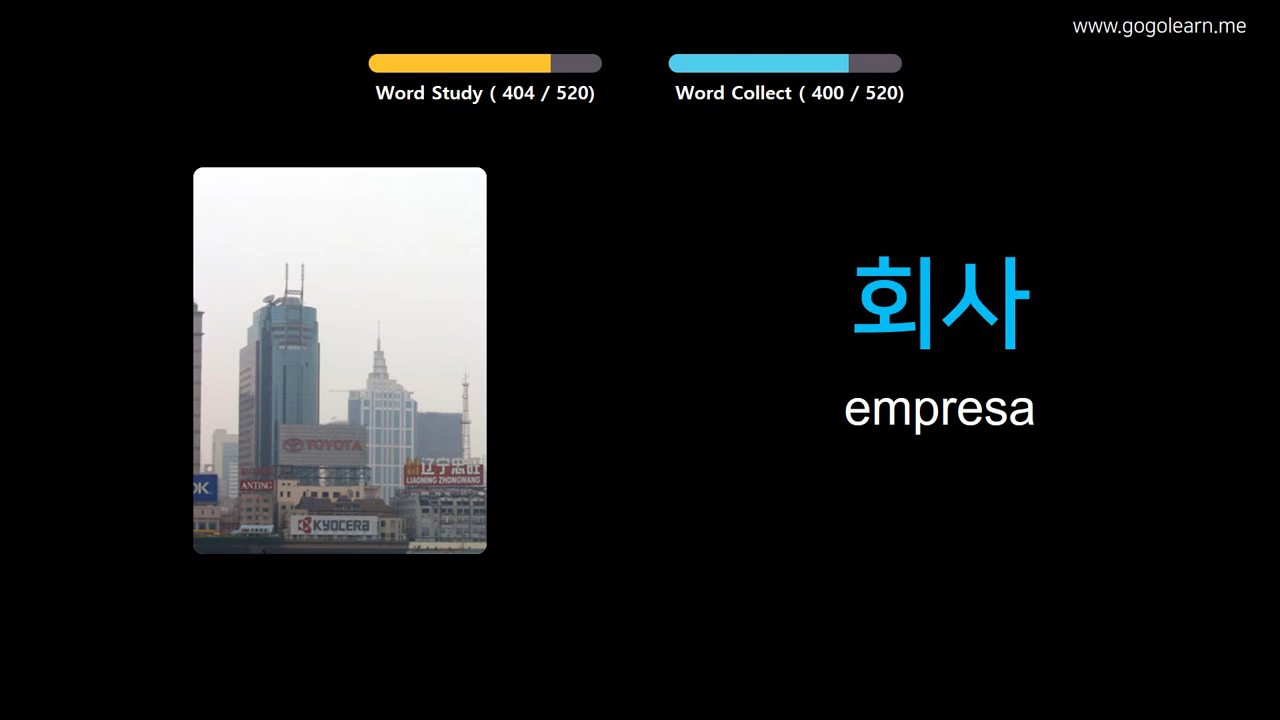 www.gogolearn.me
Word Study ( 404 / 520)
Word Collect ( 400 / 520)
회사
empresa
TOYOTA
辽宁忠旺
LIAONING ZHONGWANG
ANTING
OK
KYOCERA